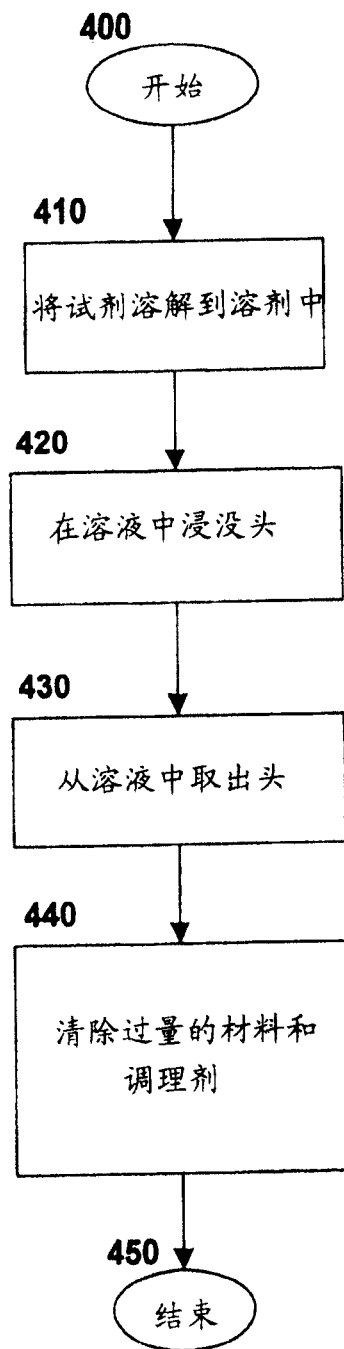 400
开始
410
将试剂溶解到溶剂中
420
在溶液中浸没头
430
从溶液中取出头
440
清除过量的材料和
调理剂
450
结束